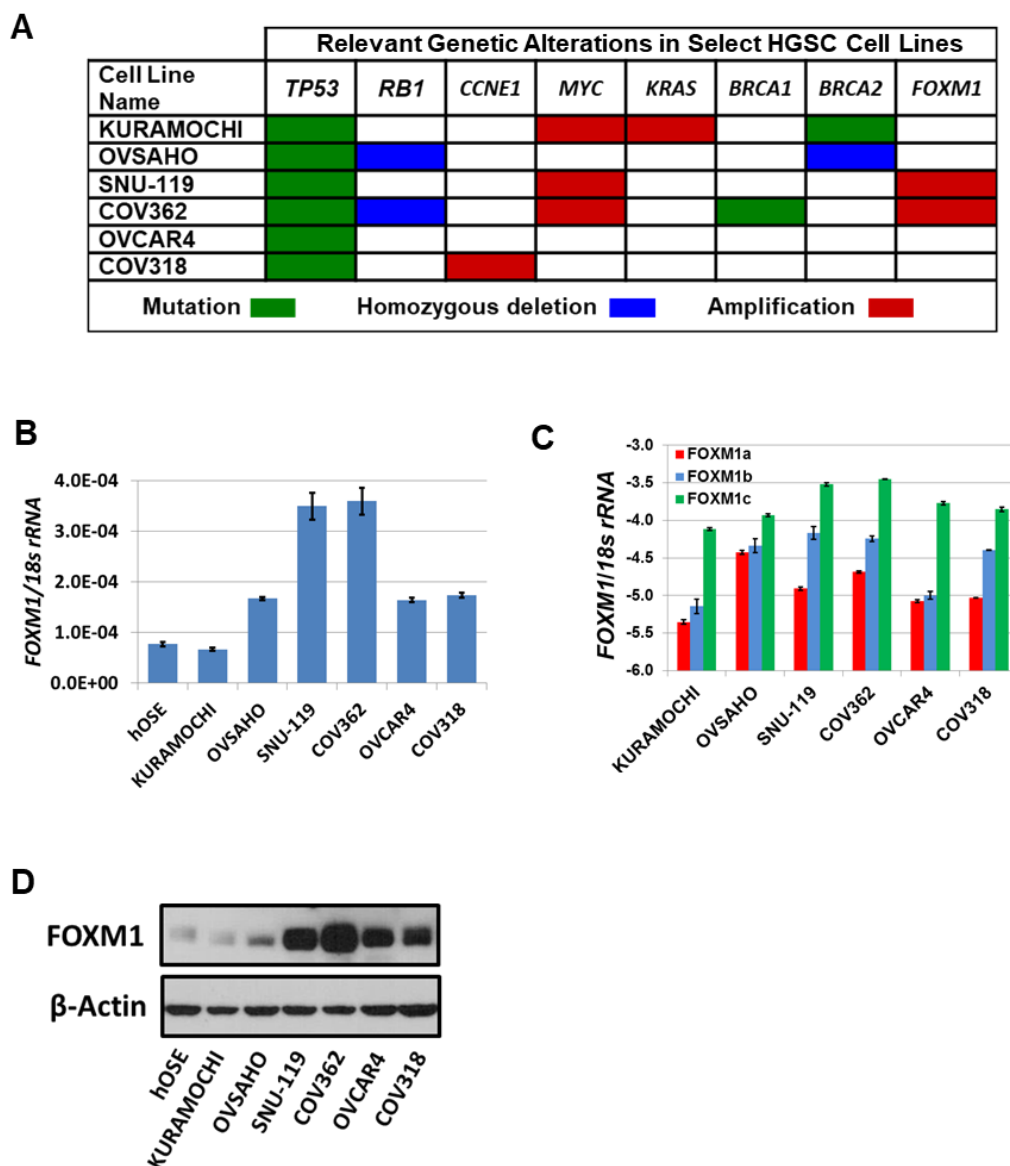 A
Relevant Genetic Alterations in Select HGSC Cell Lines
Cell Line Name TP53 RB1 CCNE1 MYC KRAS BRCA1 BRCA2 FOXM1
KURAMOCHI
OVSAHO
SNU-119
COV362
OVCAR4
COV318
Mutation Homozygous deletion Amplification
B
FOXM1/18s rRNA
4.0E-04
3.0E-04
2.0E-04
1.0E-04
0.0E+00
hOSE KURAMOCHI OVSAHO SNU-119 COV362 OVCAR4 COV318
C
FOXM1/18s rRNA
-3.0
-3.5
-4.0
-4.5
-5.0
-5.5
-6.0
FOXM1a
FOXM1b
FOXM1c
KURAMOCHI OVSAHO SNU-119 COV362 OVCAR4 COV318
D
FOXM1
β-Actin
hOSE KURAMOCHI OVSAHO SNU-119 COV362 OVCAR4 COV318